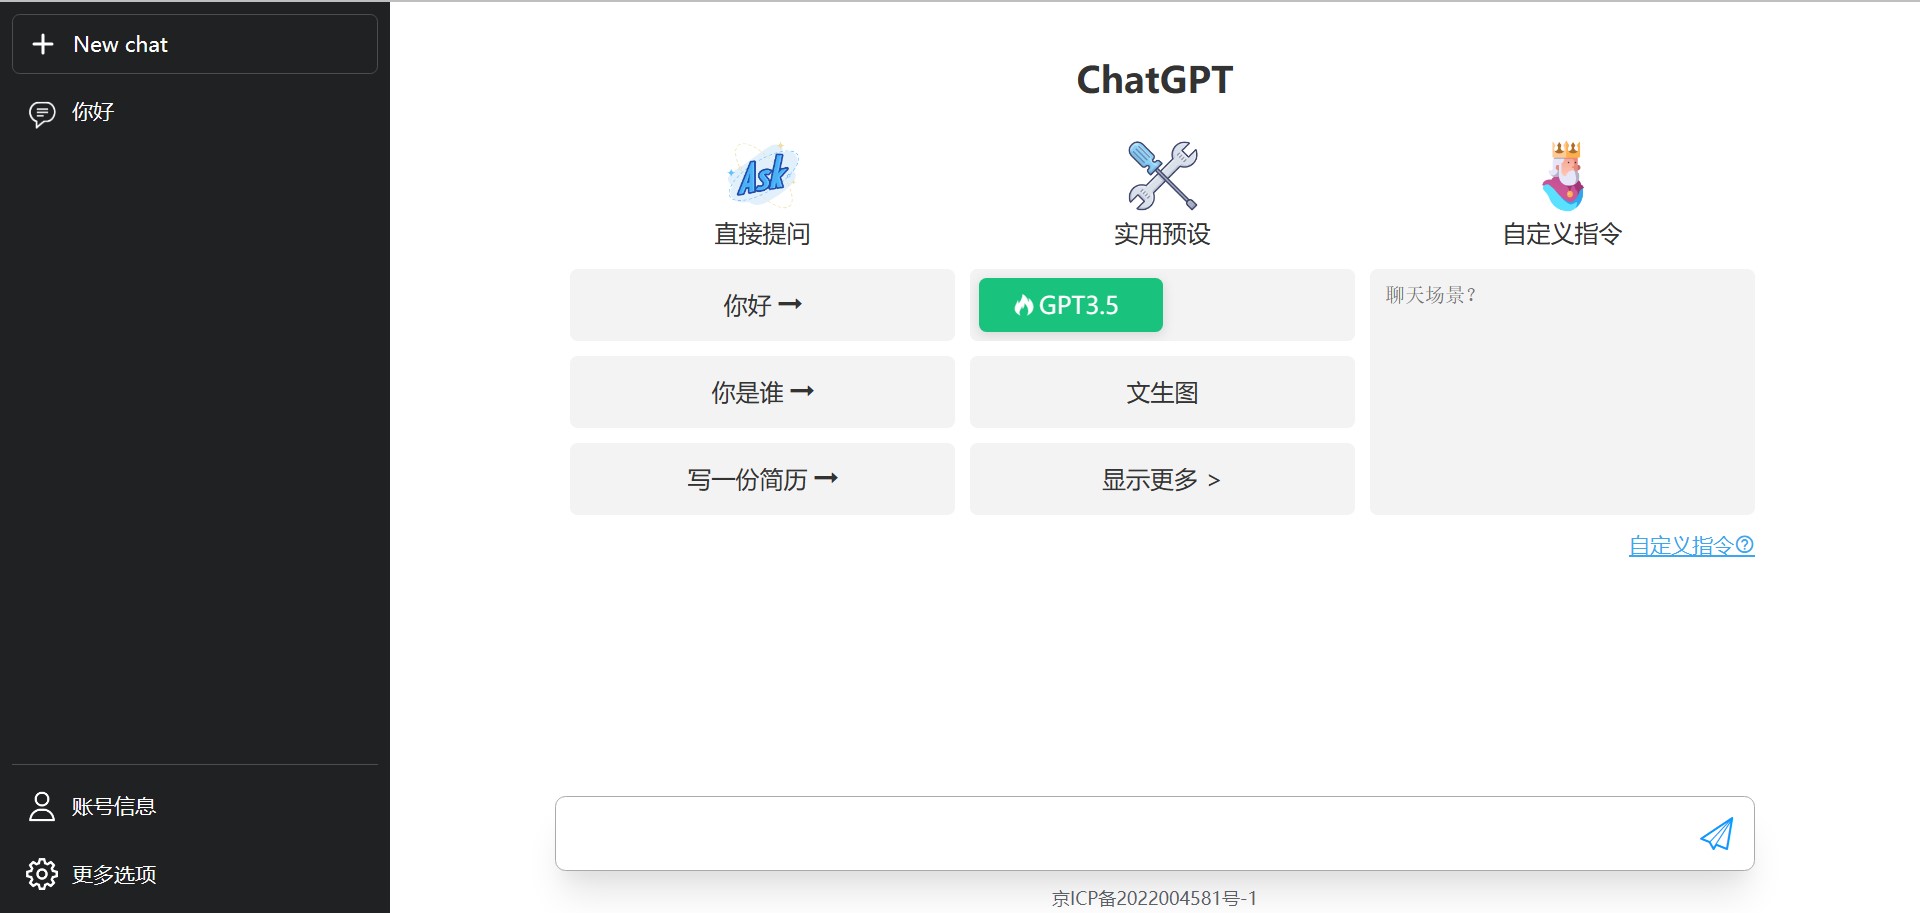 New chat
你好
ChatGPT
Ask
直接提问
实用预设
自定义指令
你好
GPT3.5
聊天场景?
你是谁
文生图
写一份简历
显示更多 >
自定义指令
账号信息
更多选项
京ICP备2022004581号-1